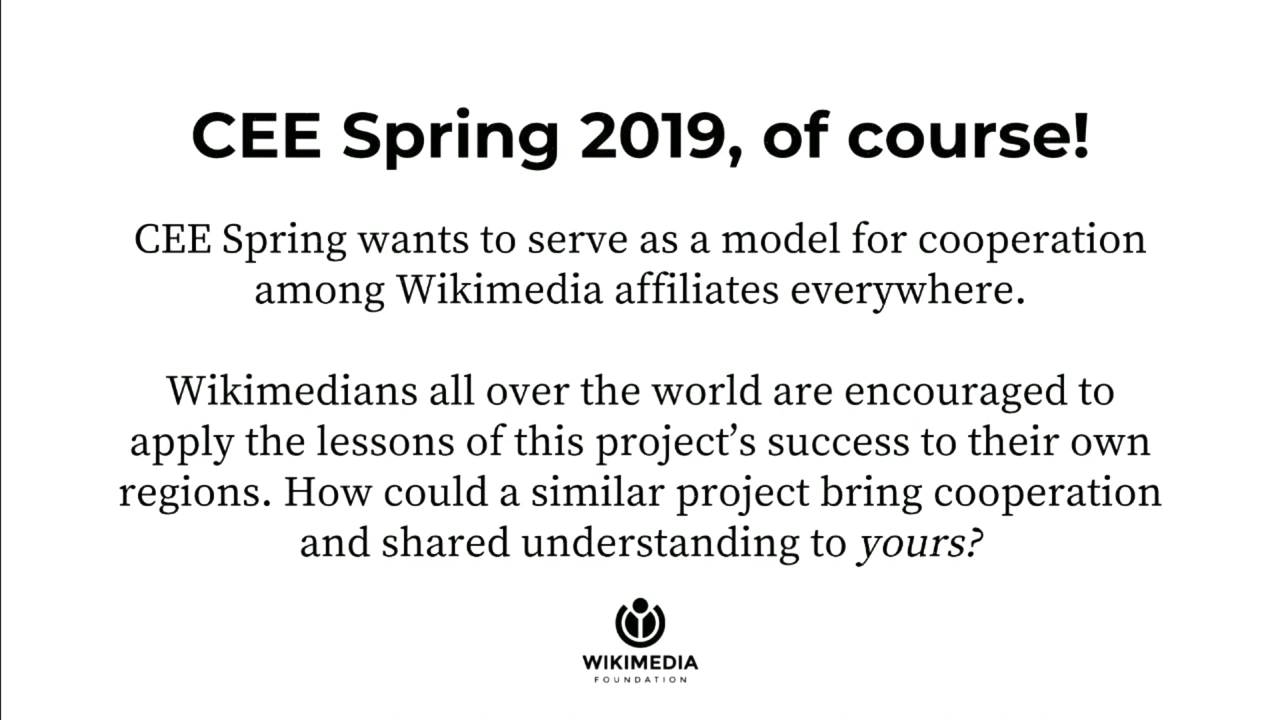 CEE Spring 2019, of course!
CEE Spring wants to serve as a model for cooperation
among Wikimedia affiliates everywhere.
Wikimedians all over the world are encouraged to
apply the lessons of this project’s success to their own
regions. How could a similar project bring cooperation
and shared understanding to yours?
WIKIMEDIA
FOUNDATION